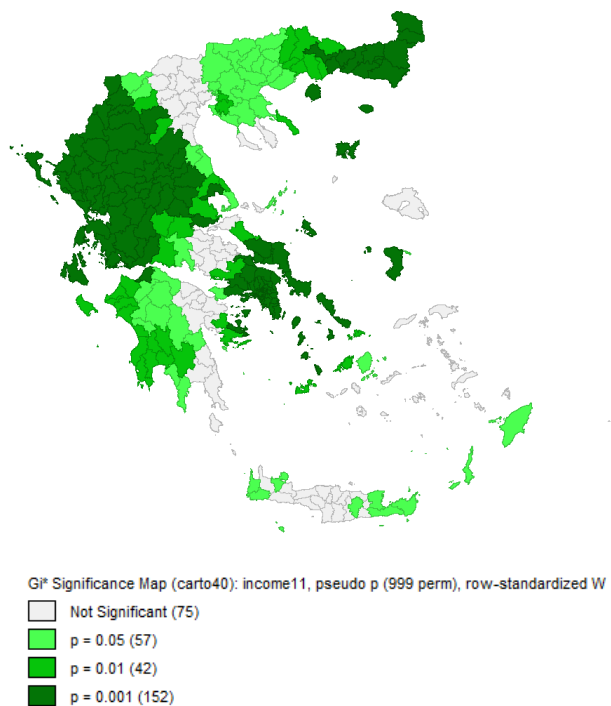 Gi* Significance Map (carto40): income11, pseudo p (999 perm), row-standardized W
Not Significant (75)
p = 0.05 (57)
p = 0.01 (42)
p = 0.001 (152)